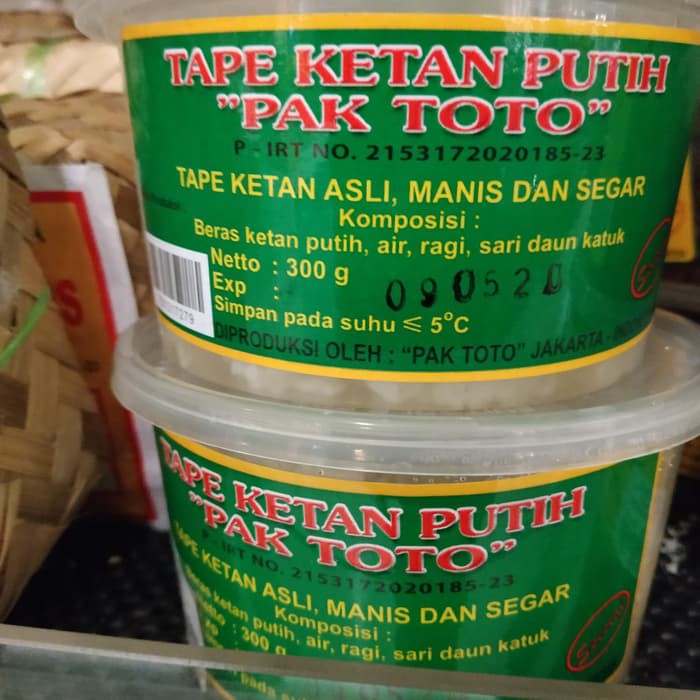 TAPE KETAN PUTIH
"PAK TOTO"
P - IRT NO. 2153172020185-23
TAPE KETAN ASLI, MANIS DAN SEGAR
Komposisi :
Beras ketan putih, air, ragi, sari daun katuk
Netto : 300 g
Exp : 090520
Simpan pada suhu ≤ 5°C
DIPRODUKSI OLEH : "PAK TOTO" JAKARTA -
TAPE KETAN PUTIH
"PAK TOTO"
P - IRT NO. 2153172020185-23
TAPE KETAN ASLI, MANIS DAN SEGAR
Komposisi :
Beras ketan putih, air, ragi, sari daun katuk
Netto : 300 g